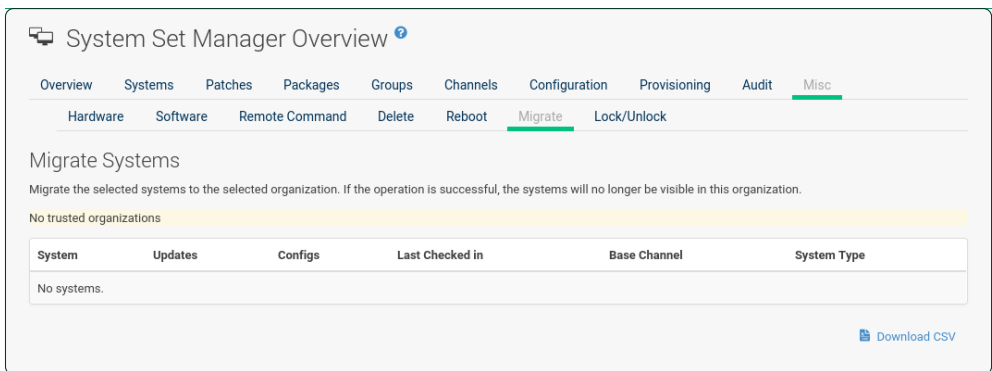 System Set Manager Overview ?
Overview Systems Patches Packages Groups Channels Configuration Provisioning Audit Misc
Hardware Software Remote Command Delete Reboot Migrate Lock/Unlock
Migrate Systems
Migrate the selected systems to the selected organization. If the operation is successful, the systems will no longer be visible in this organization.
No trusted organizations
System Updates Configs Last Checked in Base Channel System Type
No systems.
Download CSV